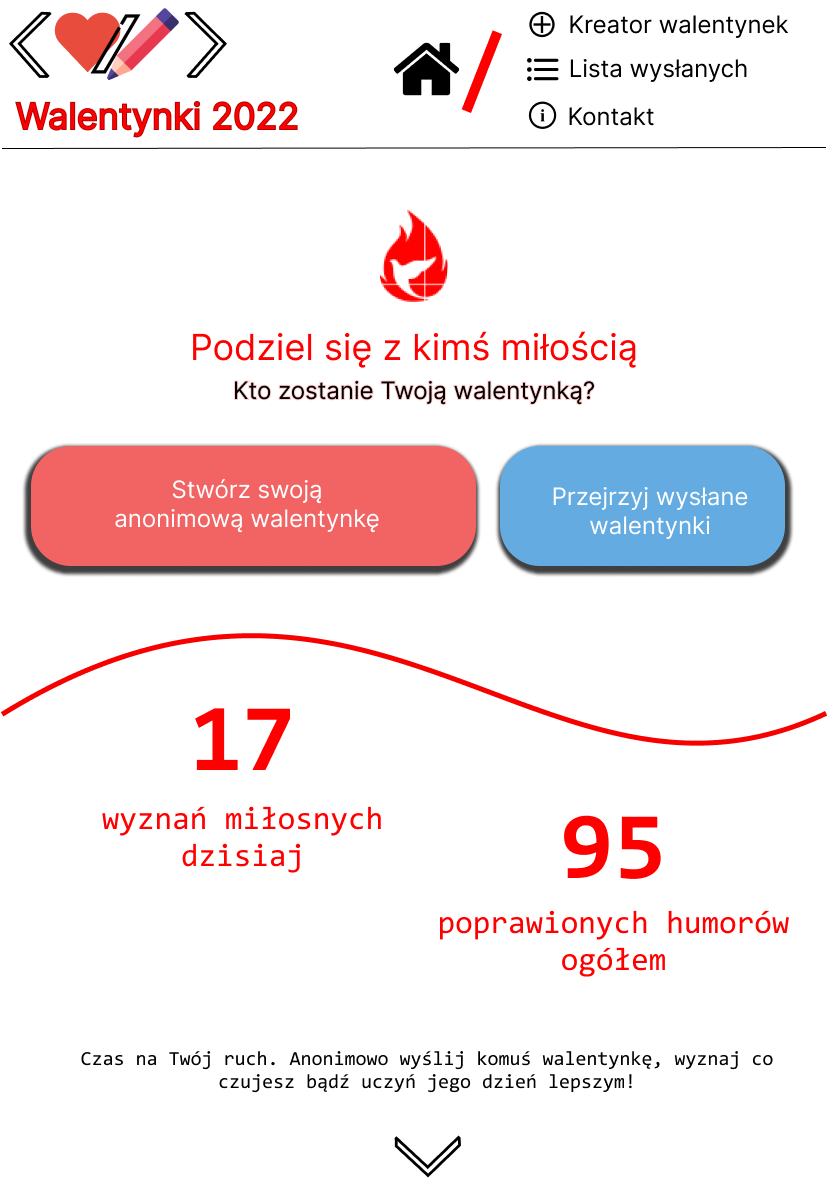 Walentynki 2022
Kreator walentynek
Lista wysłanych
Kontakt
Podziel się z kimś miłością
Kto zostanie Twoją walentynką?
Stwórz swoją
anonimową walentynkę
Przejrzyj wysłane
walentynki
17
wyznań miłosnych
dzisiaj
95
poprawionych humorów
ogółem
Czas na Twój ruch. Anonimowo wyślij komuś walentynkę, wyznaj co
czujesz bądź uczyń jego dzień lepszym!